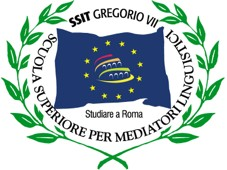 SSIT GREGORIO VII
SCUOLA SUPERIORE PER MEDIATORI LINGUISTICI
Studiare a Roma